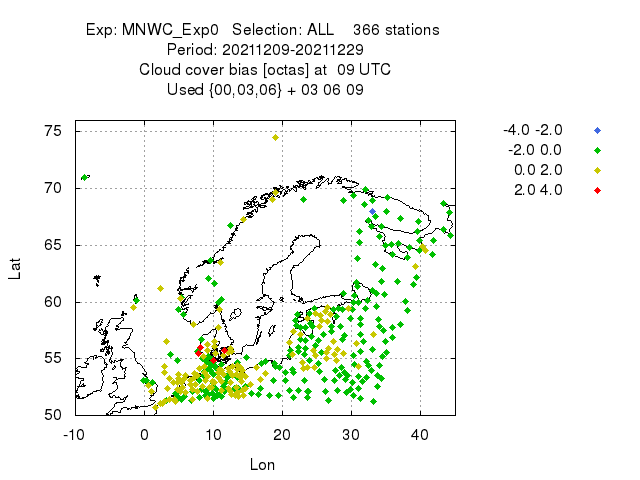 Exp: MNWC_Exp0 Selection: ALL 366 stations
Period: 20211209-20211229
Cloud cover bias [octas] at 09 UTC
Used {00,03,06} + 03 06 09
-4.0 -2.0
-2.0 0.0
0.0 2.0
2.0 4.0
75
70
65
60
55
50
Lat
-10 0 10 20 30 40
Lon